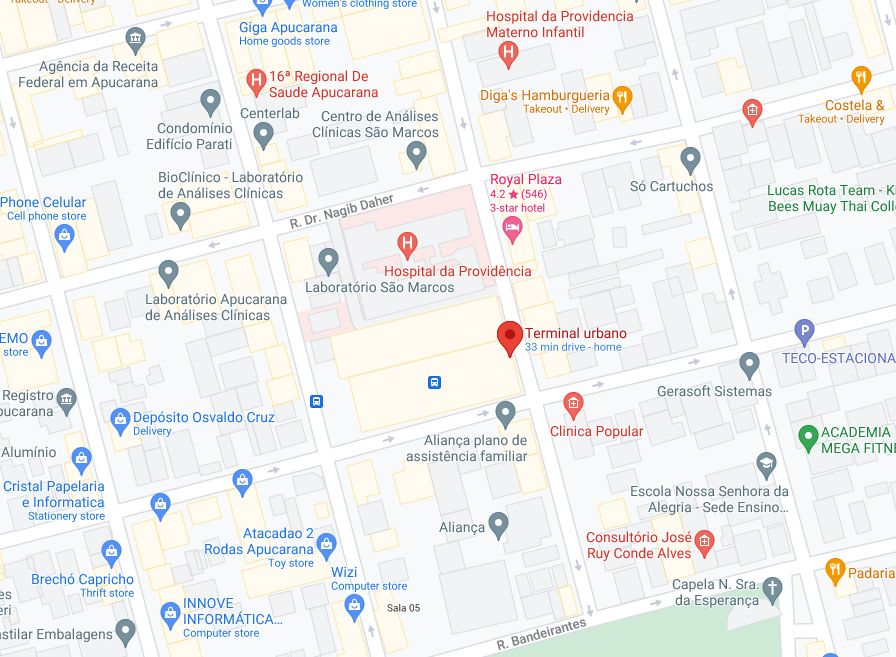 Takeout • Delivery
Women's clothing store
Giga Apucarana
Home goods store
Hospital da Providencia
Materno Infantil
Agência da Receita
Federal em Apucarana
16ª Regional De
Saude Apucarana
Diga's Hamburgueria
Takeout • Delivery
Costela &
Takeout • Delivery
Centerlab
Centro de Análises
Clínicas São Marcos
Condomínio
Edifício Parati
BioClínico - Laboratório
de Análises Clínicas
Royal Plaza
4.2 ★ (546)
3-star hotel
Só Cartuchos
Lucas Rota Team - K
Bees Muay Thai Coll
Phone Celular
Cell phone store
R. Dr. Nagib Daher
Hospital da Providência
Laboratório São Marcos
Laboratório Apucarana
de Análises Clínicas
Terminal urbano
33 min drive - home
EMO
store
TECO-ESTACIONA
Gerasoft Sistemas
Registro
pucarana
Depósito Osvaldo Cruz
Delivery
Clinica Popular
ACADEMIA
MEGA FITNE
Aliança plano de
assistência familiar
Alumínio
Cristal Papelaria
e Informatica
Stationery store
Escola Nossa Senhora da
Alegria - Sede Ensino...
Aliança
Atacadao 2
Rodas Apucarana
Toy store
Consultório José
Ruy Conde Alves
Brechó Capricho
Thrift store
Wizi
Computer store
Padaria
Capela N. Sra.
da Esperança
INNOVE
INFORMÁTICA...
Computer store
Sala 05
R. Bandeirantes
astilar Embalagens